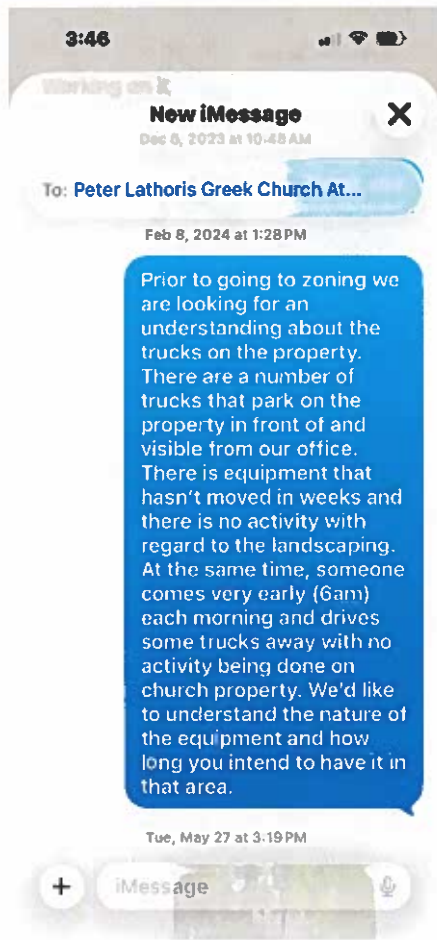 3:46
Working on it
New iMessage
Dec 6, 2023 at 10:48 AM
To: Peter Lathoris Greek Church At...
Feb 8, 2024 at 1:28 PM
Prior to going to zoning we
are looking for an
understanding about the
trucks on the property.
There are a number of
trucks that park on the
property in front of and
visible from our office.
There is equipment that
hasn't moved in weeks and
there is no activity with
regard to the landscaping.
At the same time, someone
comes very early (6am)
each morning and drives
some trucks away with no
activity being done on
church property. We'd like
to understand the nature of
the equipment and how
long you intend to have it in
that area.
Tue, May 27 at 3:19 PM
iMessage